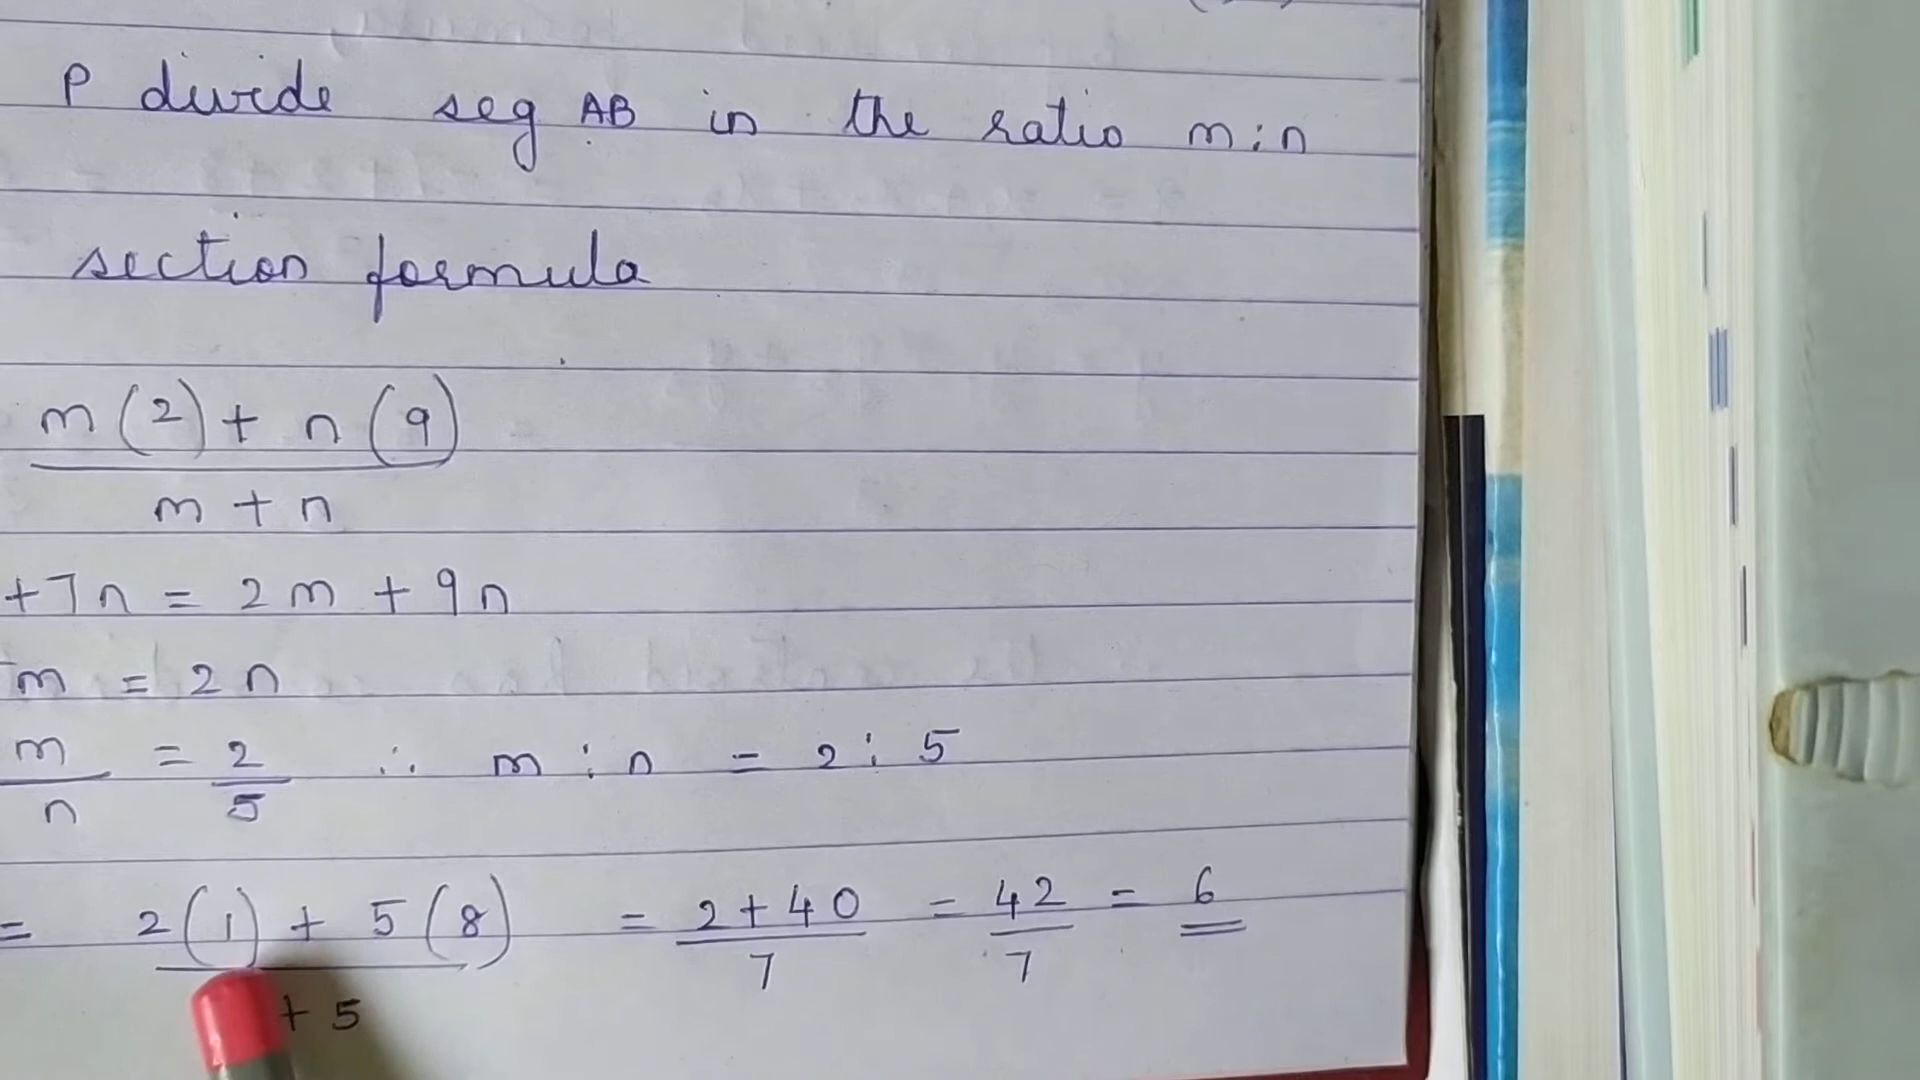 P divide seg AB in the ratio m:n
section formula
m(2) + n(9)
m + n
+7n = 2m + 9n
m = 2n
m = 2 ∴ m : n = 2 : 5
n 5
= 2(1) + 5(8) = 2+40 = 42 = 6
7 7
+ 5